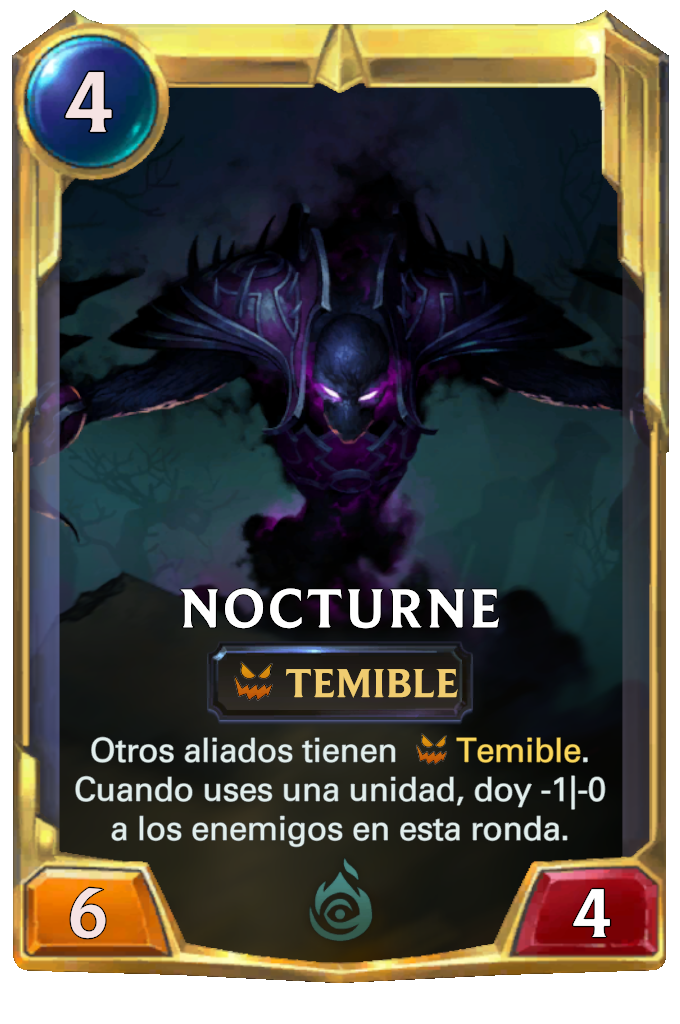 4
NOCTURNE
TEMIBLE
Otros aliados tienen Temible.
Cuando uses una unidad, doy -1|-0
a los enemigos en esta ronda.
6
4